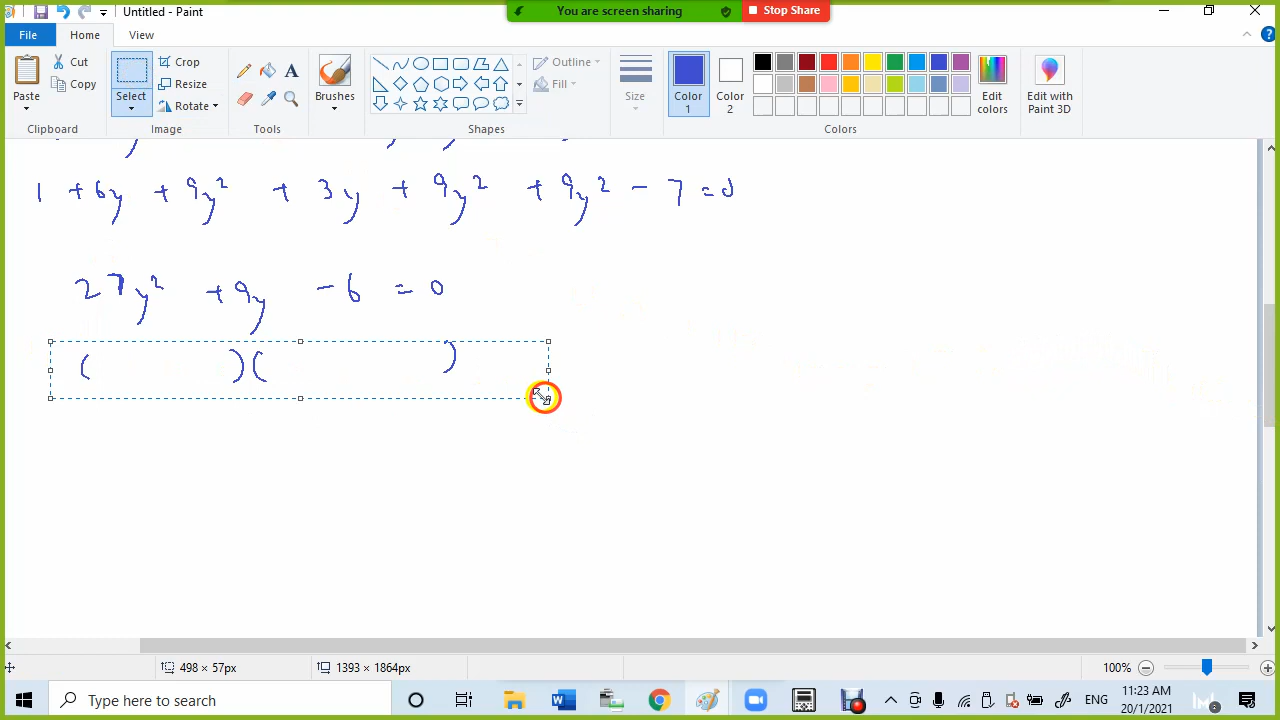 Untitled - Paint
You are screen sharing
Stop Share
File
Home
View
Paste
Cut
Copy
Select
Crop
Resize
Rotate
Brushes
Outline
Fill
Size
Color 1
Color 2
Edit colors
Edit with Paint 3D
Clipboard
Image
Tools
Shapes
Colors
1 + 6y + 9y² + 3y + 9y² + 9y² - 7 = 0
27y² + 9y - 6 = 0
( )( )
498 × 57px
1393 × 1864px
100%
Type here to search
ENG
11:23 AM
20/1/2021